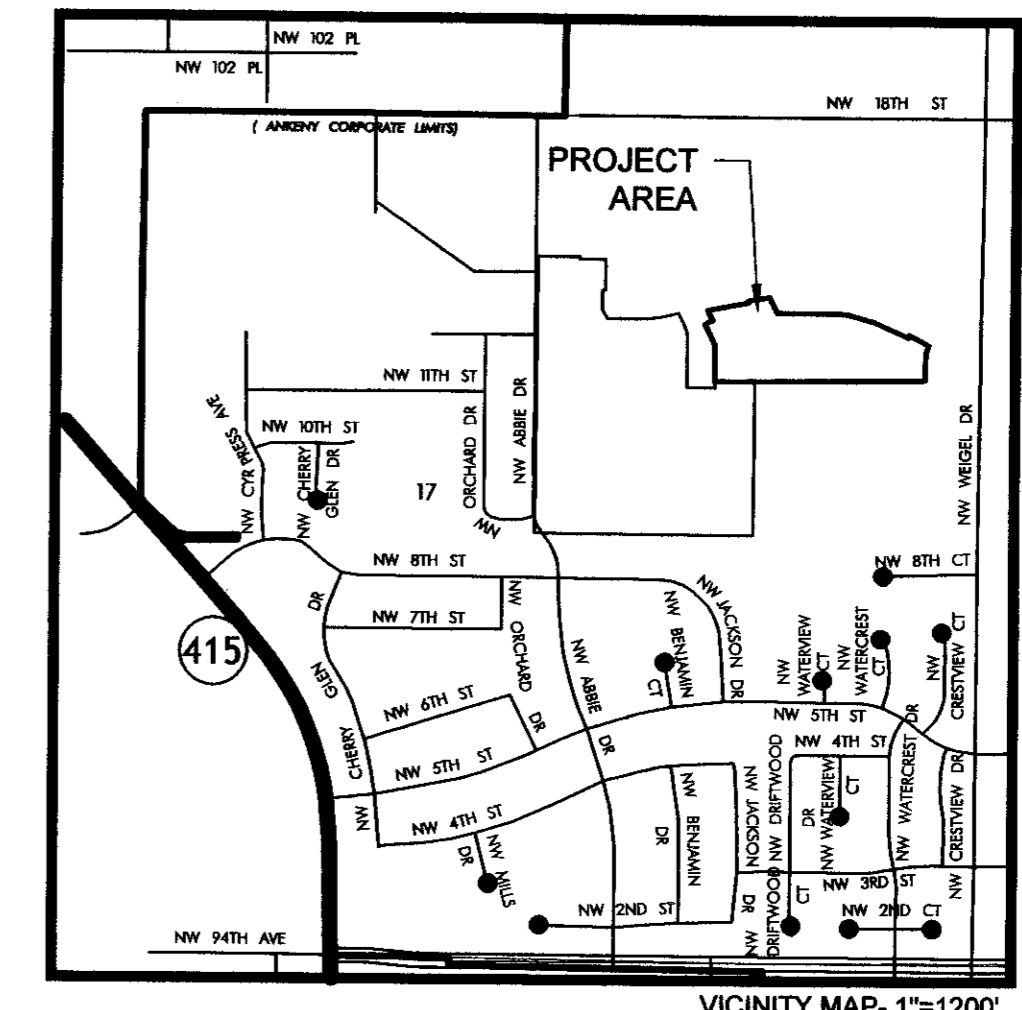 NW 102 PL
NW 102 PL
NW 18TH ST
( ANKENY CORPORATE LIMITS)
PROJECT
AREA
NW 11TH ST
NW CYPRESS AVE
NW 10TH ST
NW CHERRY
GLEN DR
17
ORCHARD DR
NW
NW ABBIE DR
NW WEIGEL DR
NW 8TH ST
NW 8TH CT
NW 7TH ST
415
NW ORCHARD
DR
NW JACKSON DR
NW BENJAMIN
CT
NW
WATERVIEW
CT
NW
WATERCREST
CT
NW
CRESTVIEW CT
NW CHERRY GLEN DR
NW 6TH ST
NW ABBIE DR
NW 5TH ST
NW 5TH ST
NW 4TH ST
NW 4TH ST
NW MILLS
DR
NW BENJAMIN
DR
NW JACKSON
DR
NW DRIFTWOOD
DR
NW WATERVIEW
CT
NW WATERCREST DR
NW CRESTVIEW DR
NW 3RD ST
NW DRIFTWOOD
CT
NW 2ND ST
NW 2ND CT
NW 94TH AVE
VICINITY MAP- 1"=1200'